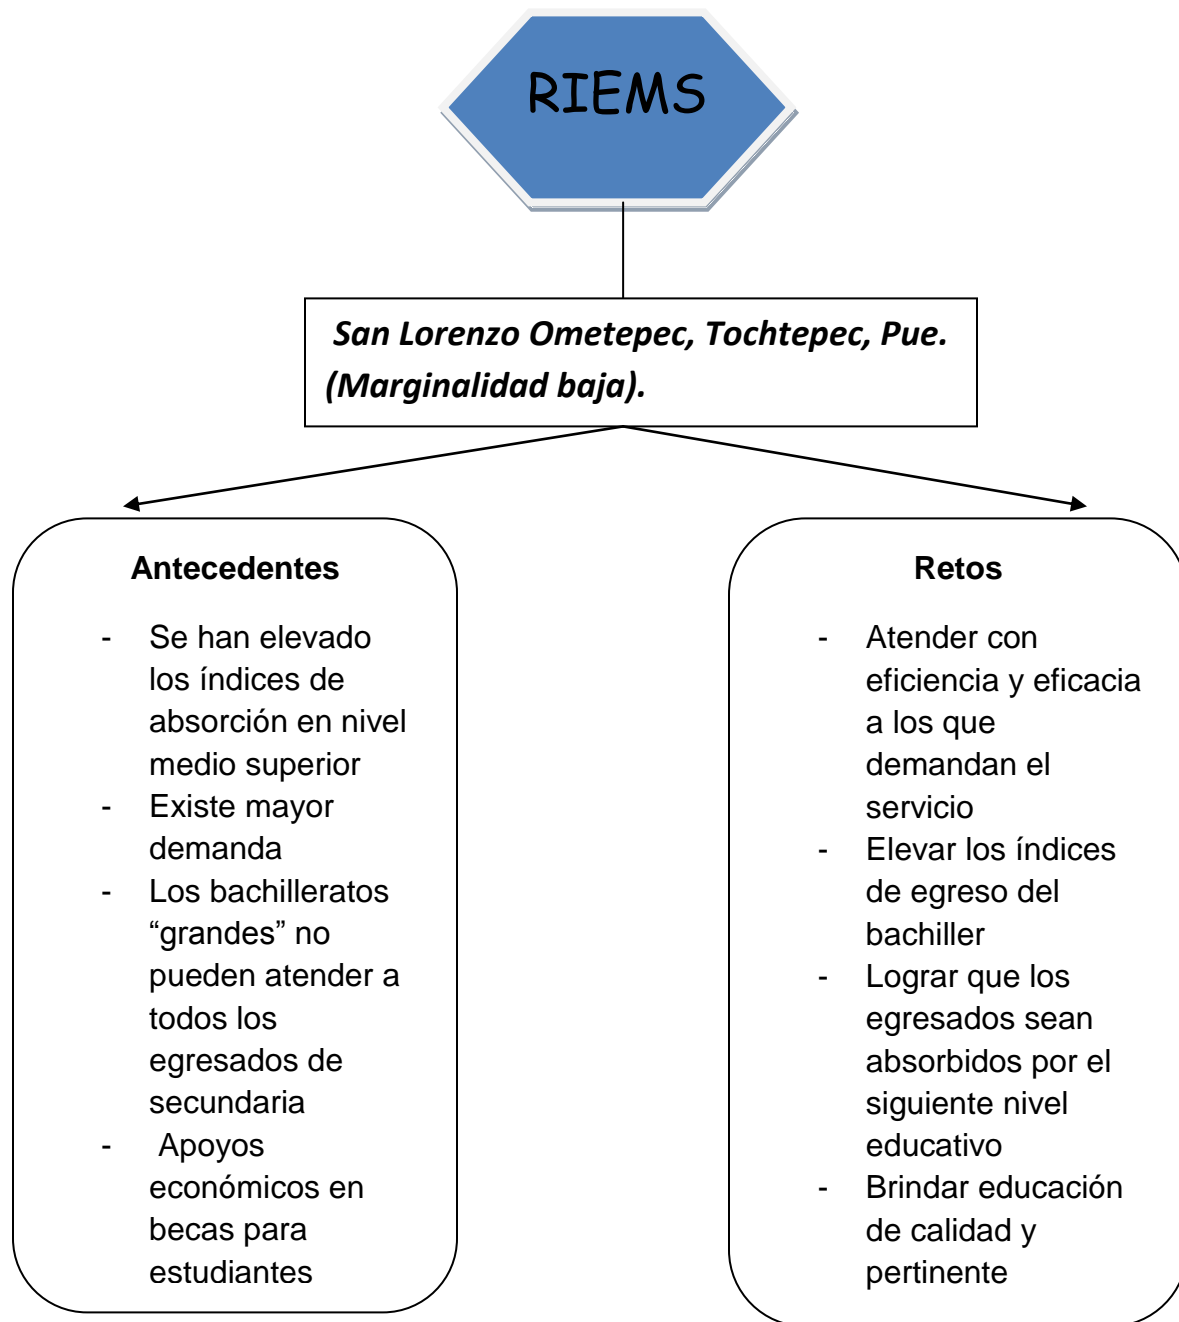 RIEMS
San Lorenzo Ometepec, Tochtepec, Pue.
(Marginalidad baja).
Antecedentes
- Se han elevado
los índices de
absorción en nivel
medio superior
- Existe mayor
demanda
- Los bachilleratos
“grandes” no
pueden atender a
todos los
egresados de
secundaria
- Apoyos
económicos en
becas para
estudiantes
Retos
- Atender con
eficiencia y eficacia
a los que
demandan el
servicio
- Elevar los índices
de egreso del
bachiller
- Lograr que los
egresados sean
absorbidos por el
siguiente nivel
educativo
- Brindar educación
de calidad y
pertinente